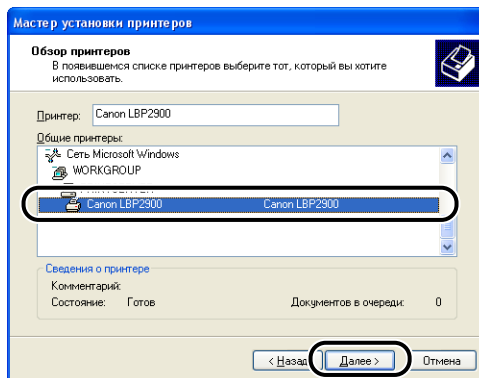 Мастер установки принтеров
Обзор принтеров
В появившемся списке принтеров выберите тот, который вы хотите
использовать.
Принтер: Canon LBP2900
Общие принтеры:
Сеть Microsoft Windows
WORKGROUP
Canon LBP2900 Canon LBP2900
Сведения о принтере
Комментарий:
Состояние: Готов Документов в очереди: 0
< Назад Далее > Отмена